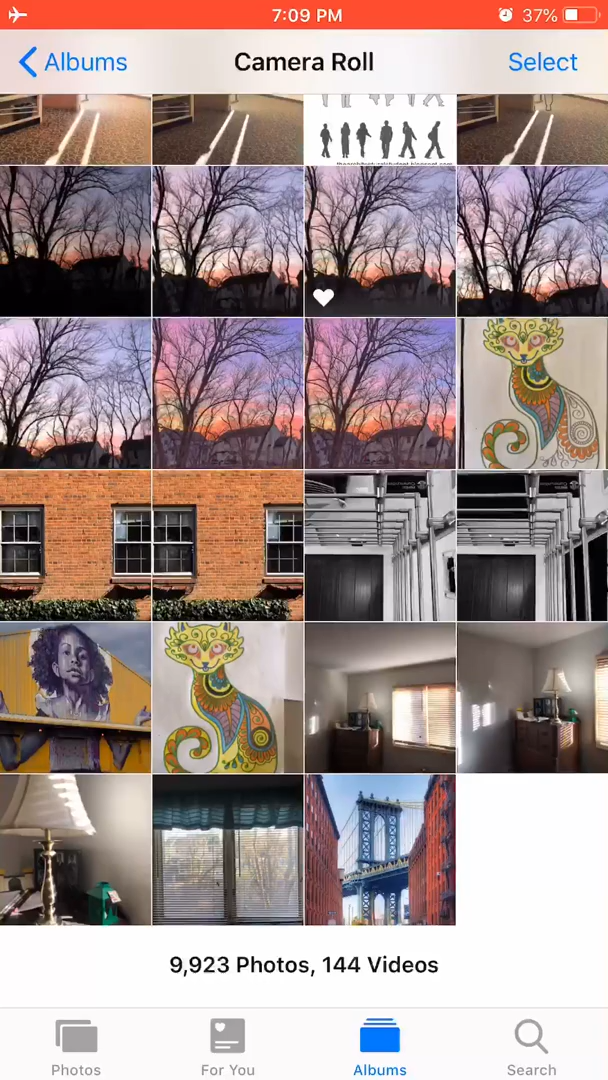 7:09 PM
37%
Albums
Camera Roll
Select
9,923 Photos, 144 Videos
Photos
For You
Albums
Search